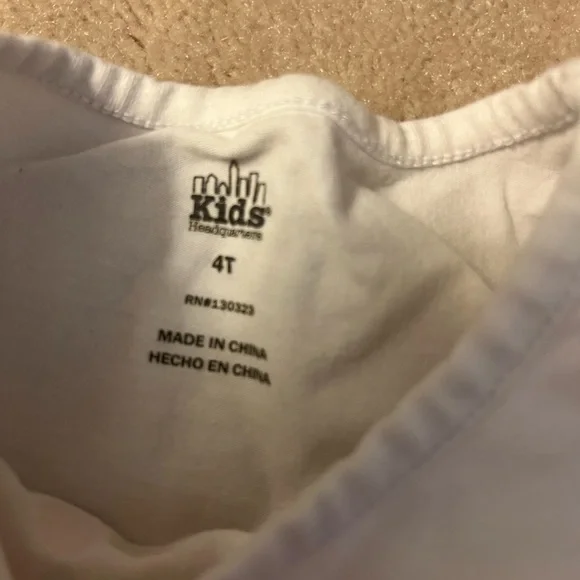 Kids®
Headquarters
4T
RN#130323
MADE IN CHINA
HECHO EN CHINA